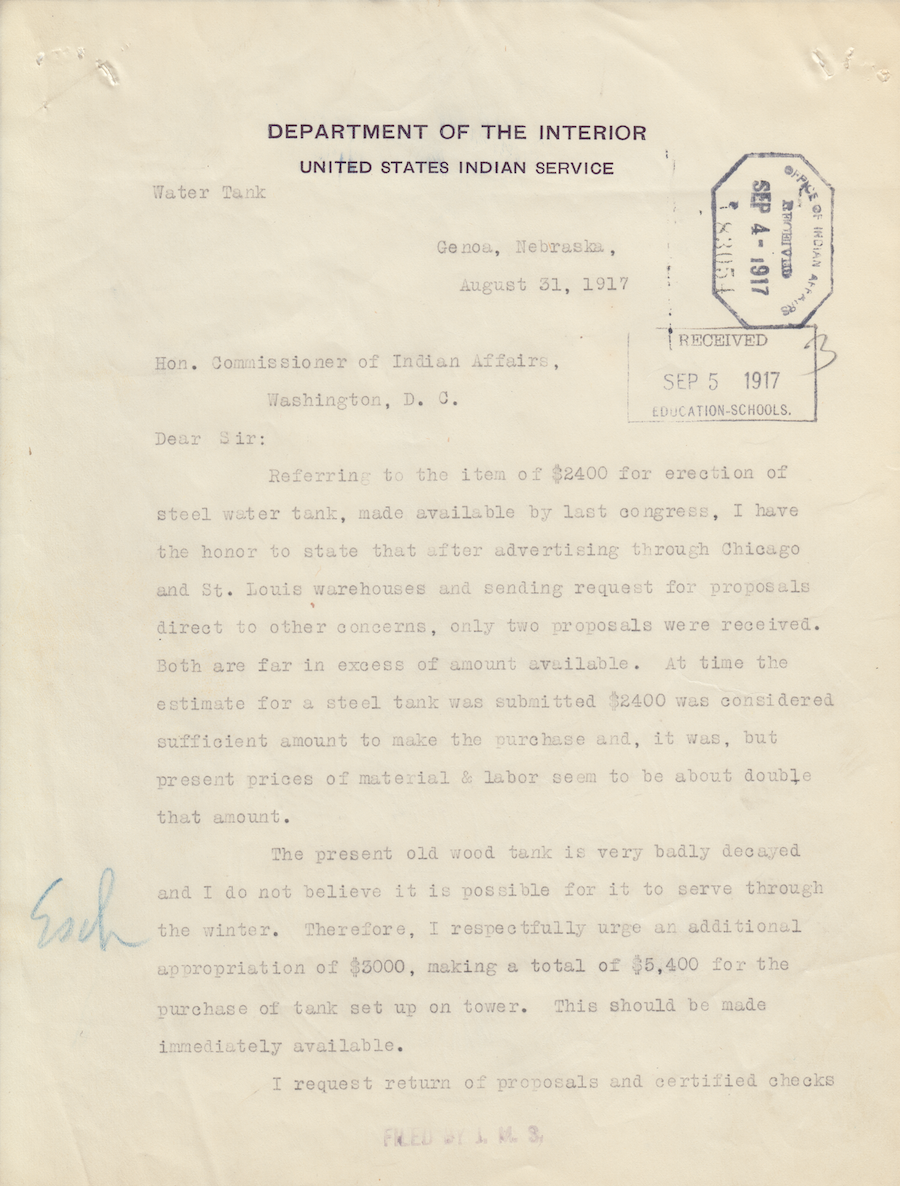 DEPARTMENT OF THE INTERIOR
UNITED STATES INDIAN SERVICE
Water Tank
OFFICE OF INDIAN AFFAIRS
RECEIVED
SEP 4 - 1917
83054
Genoa, Nebraska,
August 31, 1917
RECEIVED
SEP 5 1917
EDUCATION-SCHOOLS.
Hon. Commissioner of Indian Affairs,
Washington, D. C.
Dear Sir:
Referring to the item of $2400 for erection of
steel water tank, made available by last congress, I have
the honor to state that after advertising through Chicago
and St. Louis warehouses and sending request for proposals
direct to other concerns, only two proposals were received.
Both are far in excess of amount available. At time the
estimate for a steel tank was submitted $2400 was considered
sufficient amount to make the purchase and, it was, but
present prices of material & labor seem to be about double
that amount.
The present old wood tank is very badly decayed
and I do not believe it is possible for it to serve through
Esch
the winter. Therefore, I respectfully urge an additional
appropriation of $3000, making a total of $5,400 for the
purchase of tank set up on tower. This should be made
immediately available.
I request return of proposals and certified checks
FILED BY J. M. S.